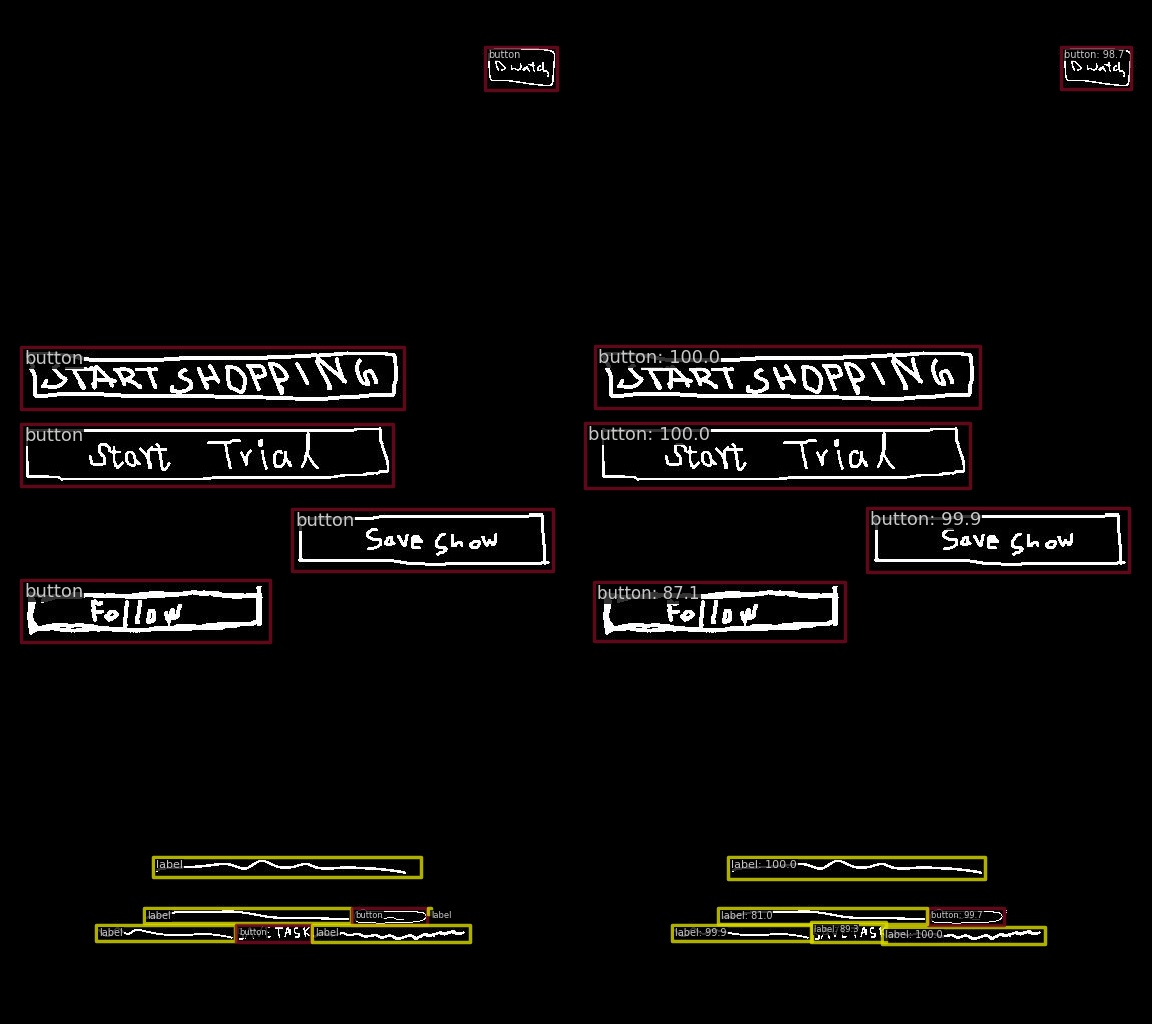 button button: 98.7
D watch D watch
button button: 100.0
START SHOPPING START SHOPPING
button button: 100.0
Start Trial Start Trial
button button: 99.9
Save Show Save Show
button button: 87.1
Follow Follow
label label: 100.0
label button label label: 81.0 button: 99.7
label button: TASK label label: 99.9 label: 89.3 label: 100.0